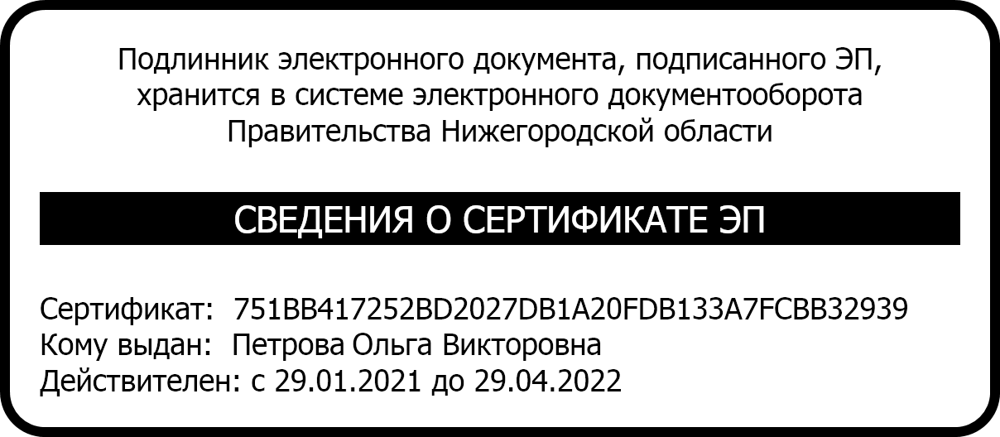 Подлинник электронного документа, подписанного ЭП,
хранится в системе электронного документооборота
Правительства Нижегородской области
СВЕДЕНИЯ О СЕРТИФИКАТЕ ЭП
Сертификат: 751BB417252BD2027DB1A20FDB133A7FCBB32939
Кому выдан: Петрова Ольга Викторовна
Действителен: с 29.01.2021 до 29.04.2022